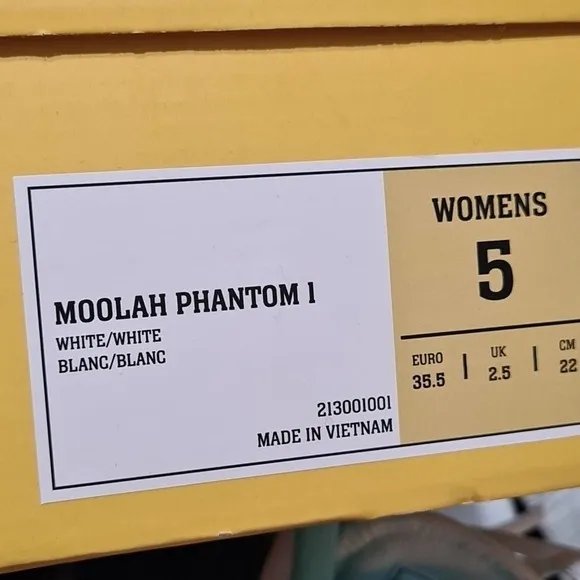 MOOLAH PHANTOM 1
WHITE/WHITE
BLANC/BLANC
213001001
MADE IN VIETNAM
WOMENS
5
EURO | UK | CM
35.5 | 2.5 | 22